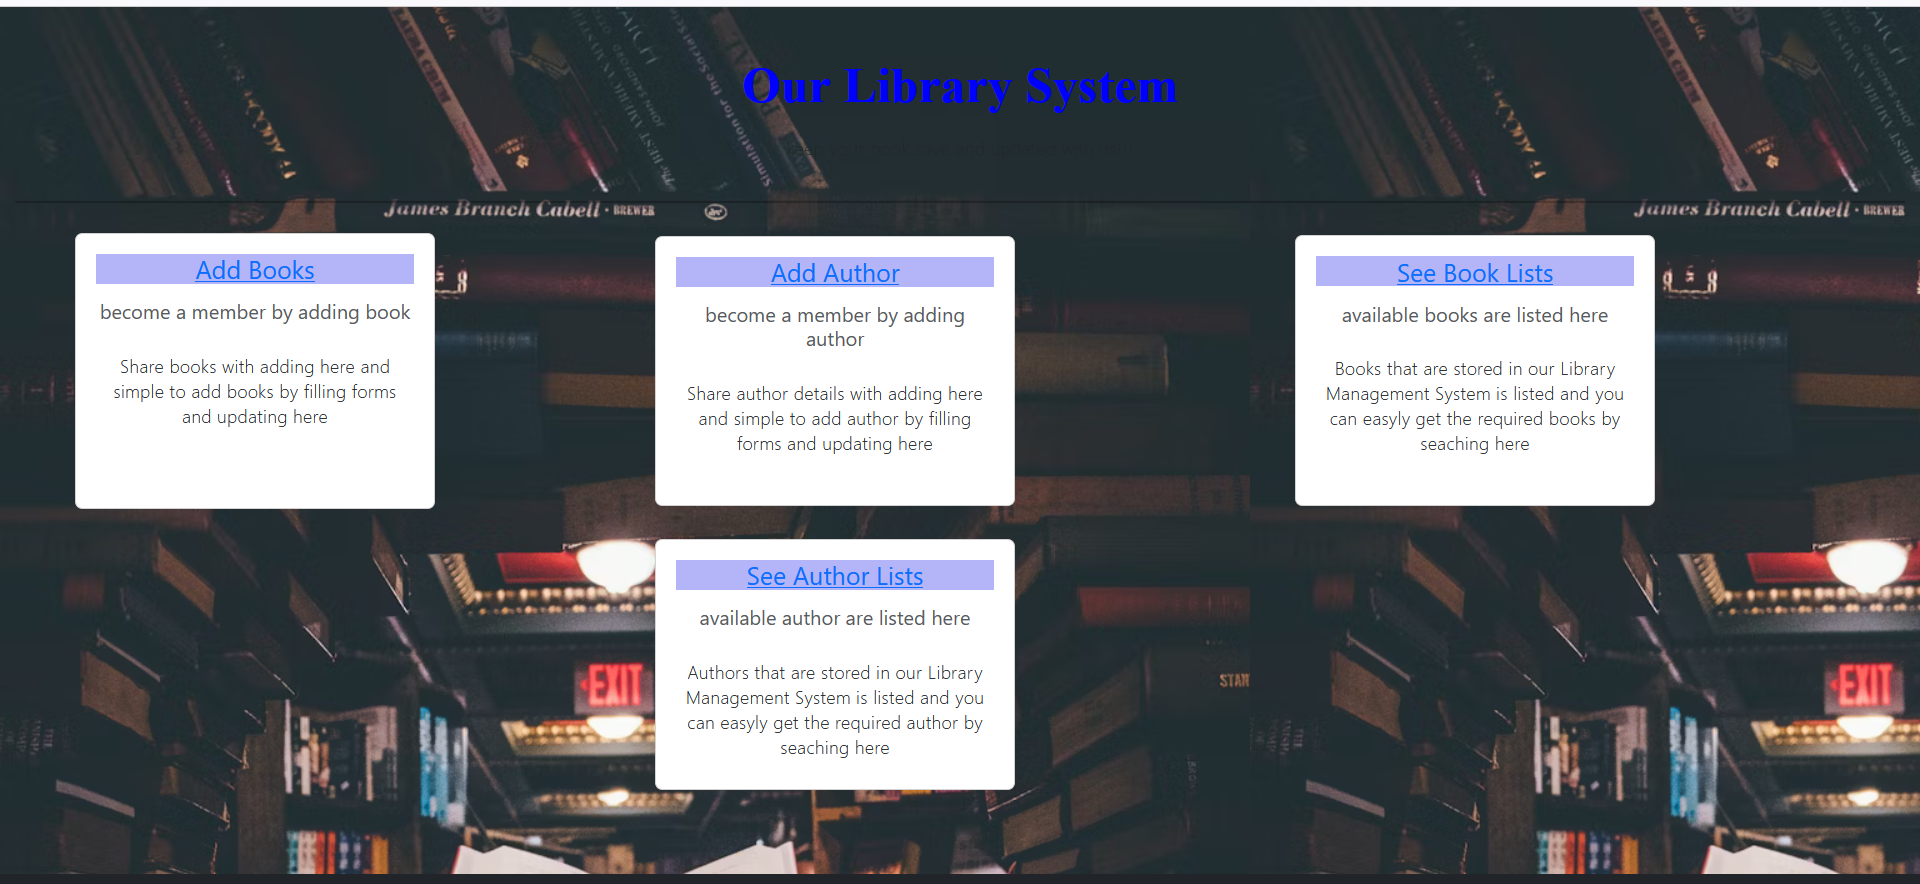 Our Library System
James Branch Cabell · BREWER
James Branch Cabell · BREWER
Add Books
become a member by adding book
Share books with adding here and
simple to add books by filling forms
and updating here
Add Author
become a member by adding
author
Share author details with adding here
and simple to add author by filling
forms and updating here
See Book Lists
available books are listed here
Books that are stored in our Library
Management System is listed and you
can easyly get the required books by
seaching here
See Author Lists
available author are listed here
Authors that are stored in our Library
Management System is listed and you
can easyly get the required author by
seaching here
EXIT
EXIT